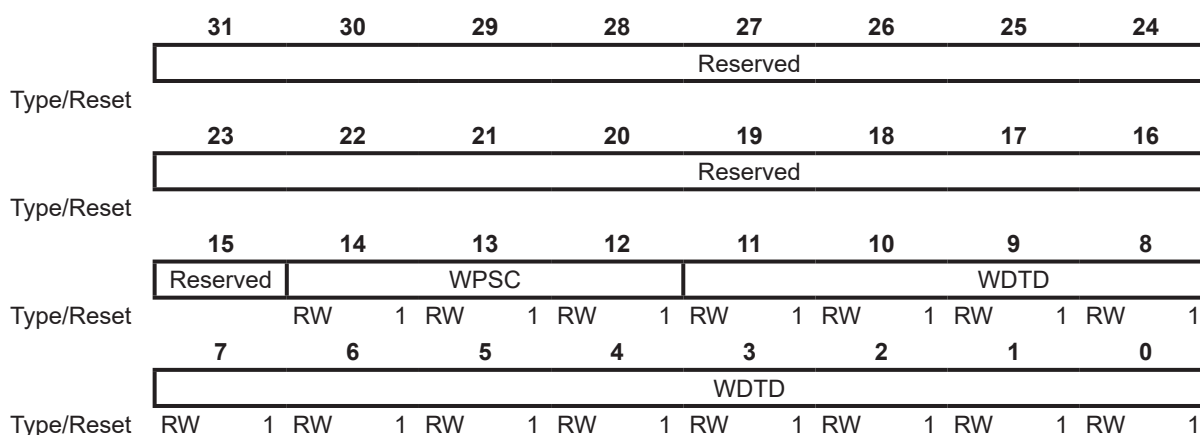 31 30 29 28 27 26 25 24
Reserved
Type/Reset
23 22 21 20 19 18 17 16
Reserved
Type/Reset
15 14 13 12 11 10 9 8
Reserved WPSC WDTD
Type/Reset RW 1 RW 1 RW 1 RW 1 RW 1 RW 1 RW 1
7 6 5 4 3 2 1 0
WDTD
Type/Reset RW 1 RW 1 RW 1 RW 1 RW 1 RW 1 RW 1 RW 1